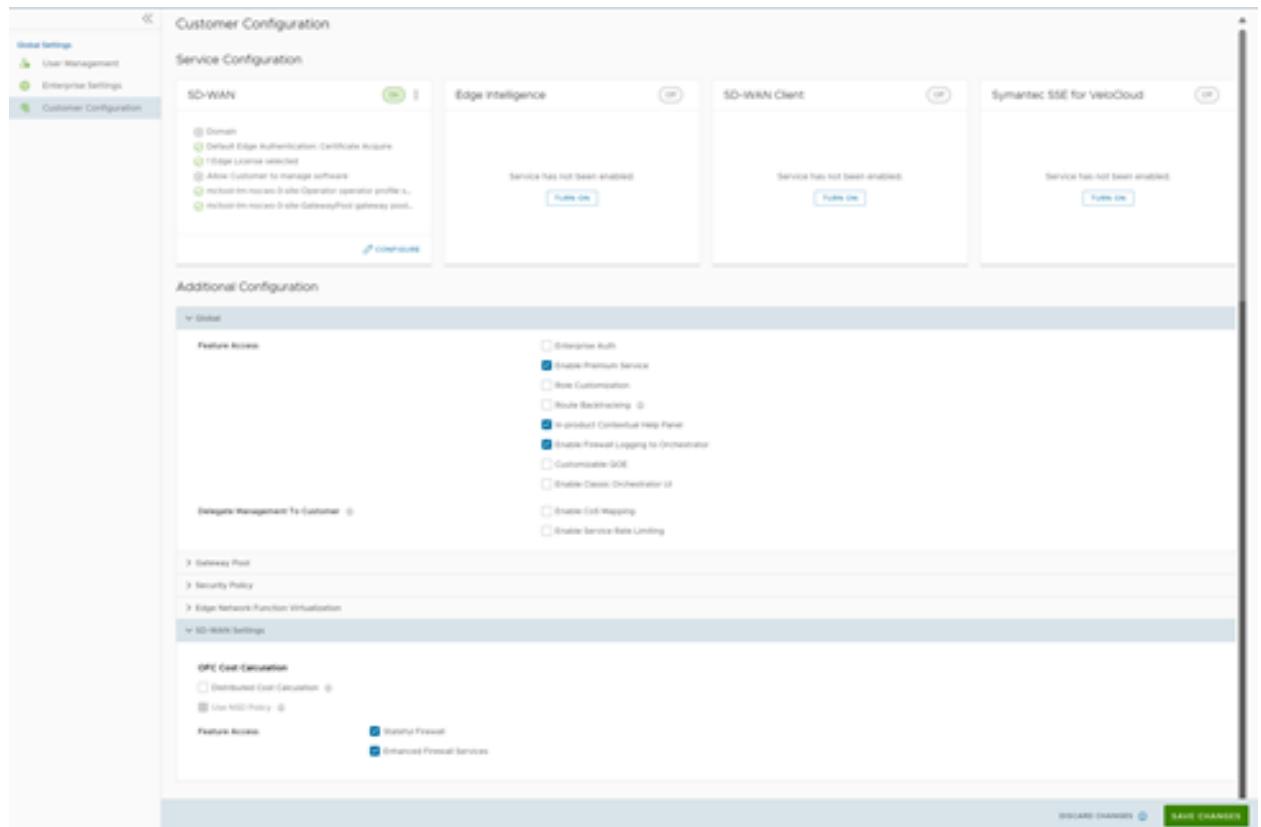 Customer Configuration
Global Settings
User Management
Enterprise Settings
Customer Configuration
Service Configuration
SD-WAN
On
Domain
Default Edge Authentication: Certificate Acquire
1 Edge License selected
Allow Customer to manage software
Operator operator profile s...
GatewayPool gateway pool...
CONFIGURE
Edge Intelligence
Off
Service has not been enabled.
TURN ON
SD-WAN Client
Off
Service has not been enabled.
TURN ON
Symantec SSE for VeloCloud
Off
Service has not been enabled.
TURN ON
Additional Configuration
Global
Feature Access
Enterprise Auth
Enable Premium Service
Role Customization
Route Backtracking
In-product Contextual Help Panel
Enable Firewall Logging to Orchestrator
Customizable QOE
Enable Classic Orchestrator UI
Delegate Management To Customer
Enable CoS Mapping
Enable Service Rate Limiting
Gateway Pool
Security Policy
Edge Network Function Virtualization
SD-WAN Settings
OFC Cost Calculation
Distributed Cost Calculation
Use NSD Policy
Feature Access
Stateful Firewall
Enhanced Firewall Services
DISCARD CHANGES
SAVE CHANGES